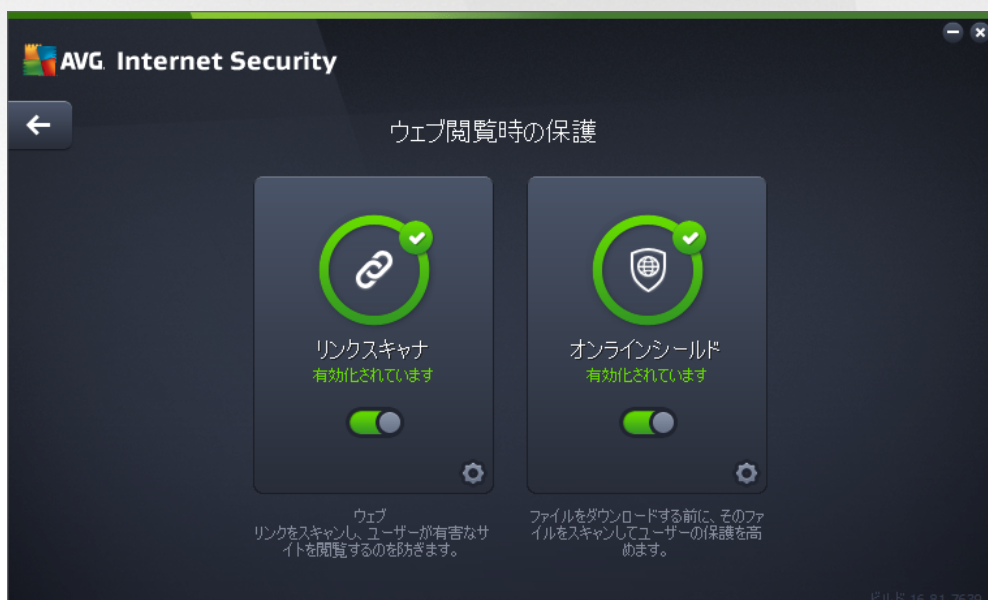 AVG. Internet Security
ウェブ閲覧時の保護
リンクスキャナ
有効化されています
ウェブ
リンクをスキャンし、ユーザーが有害なサ
イトを閲覧するのを防ぎます。
オンラインシールド
有効化されています
ファイルをダウンロードする前に、そのファ
イルをスキャンしてユーザーの保護を高
めます。
ビルド 16.81.7639